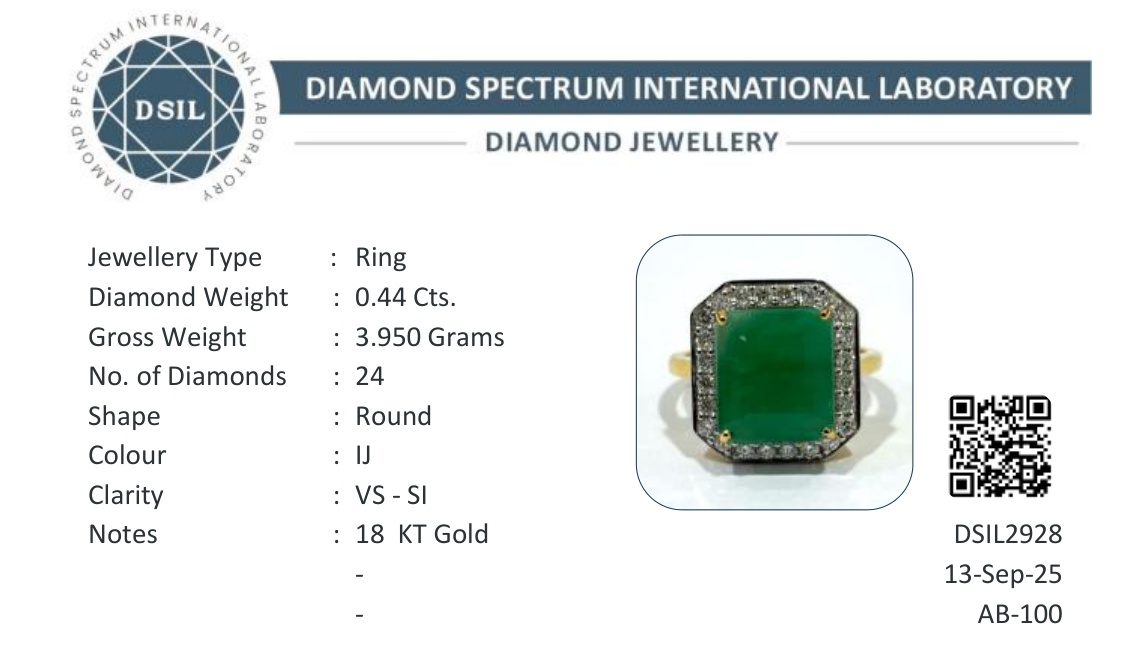 DIAMOND SPECTRUM INTERNATIONAL LABORATORY
DSIL
DIAMOND SPECTRUM INTERNATIONAL LABORATORY
DIAMOND JEWELLERY
Jewellery Type : Ring
Diamond Weight : 0.44 Cts.
Gross Weight : 3.950 Grams
No. of Diamonds : 24
Shape : Round
Colour : IJ
Clarity : VS - SI
Notes : 18 KT Gold
-
-
DSIL2928
13-Sep-25
AB-100